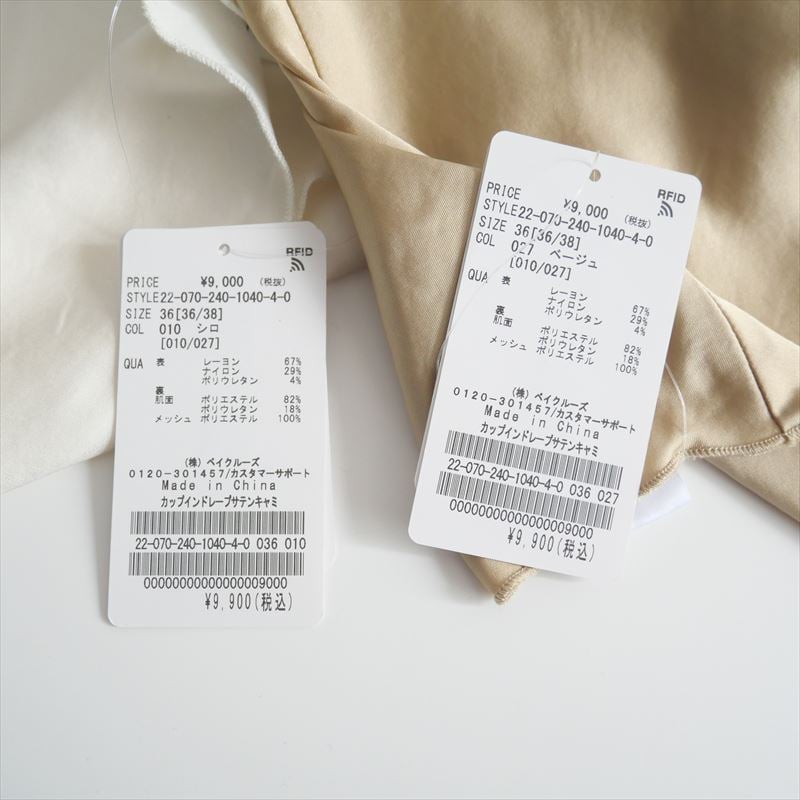 RFID
PRICE ¥9,000 (税抜)
STYLE22-070-240-1040-4-0
SIZE 36[36/38]
COL 010 シロ
[010/027]
QUA 表 レーヨン 67%
ナイロン 29%
ポリウレタン 4%
裏
肌面 ポリエステル 82%
ポリウレタン 18%
メッシュ ポリエステル 100%
(株) ベイクルーズ
0120-301457/カスタマーサポート
Made in China
カップインドレープサテンキャミ
22-070-240-1040-4-0 036 010
00000000000000009000
¥9,900(税込)
RFID
PRICE ¥9,000 (税抜)
STYLE22-070-240-1040-4-0
SIZE 36[36/38]
COL 027 ベージュ
[010/027]
QUA 表 レーヨン 67%
ナイロン 29%
ポリウレタン 4%
裏
肌面 ポリエステル 82%
ポリウレタン 18%
メッシュ ポリエステル 100%
(株) ベイクルーズ
0120-301457/カスタマーサポート
Made in China
カップインドレープサテンキャミ
22-070-240-1040-4-0 036 027
00000000000000009000
¥9,900(税込)